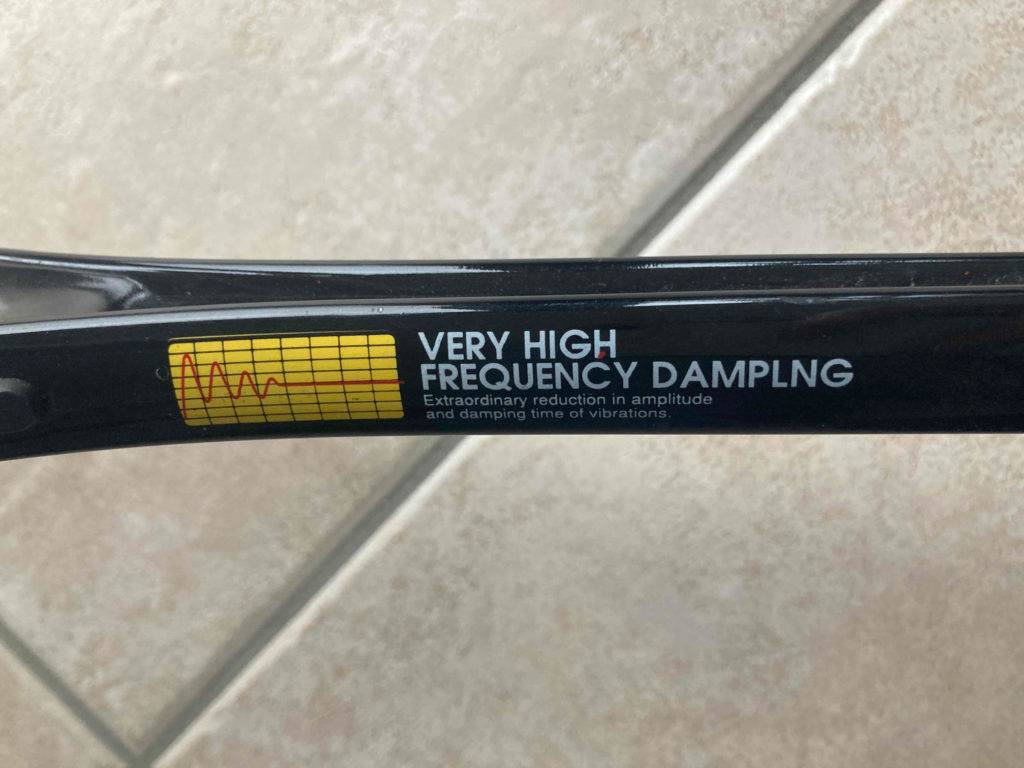 VERY HIGH
FREQUENCY DAMPLNG
Extraordinary reduction in amplitude
and damping time of vibrations.